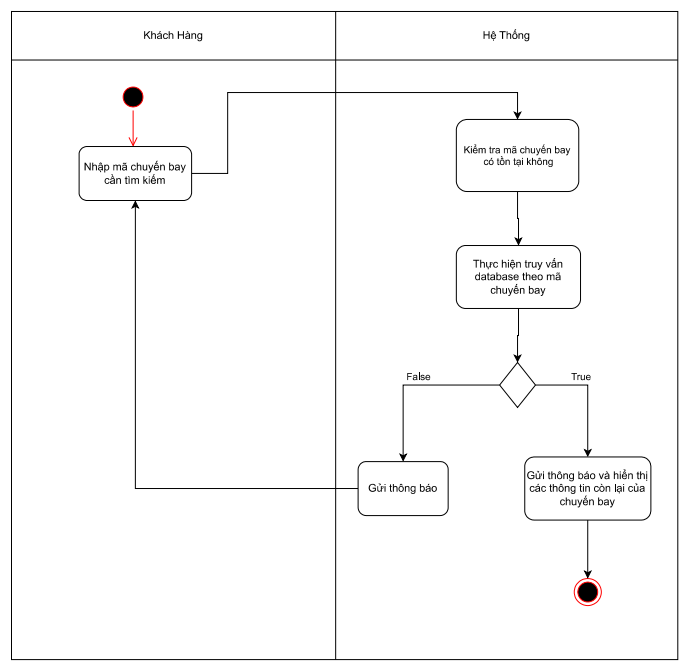 Khách Hàng
Hệ Thống
Nhập mã chuyến bay
cần tìm kiếm
Kiểm tra mã chuyến bay
có tồn tại không
Thực hiện truy vấn
database theo mã
chuyến bay
False
True
Gửi thông báo
Gửi thông báo và hiển thị
các thông tin còn lại của
chuyến bay